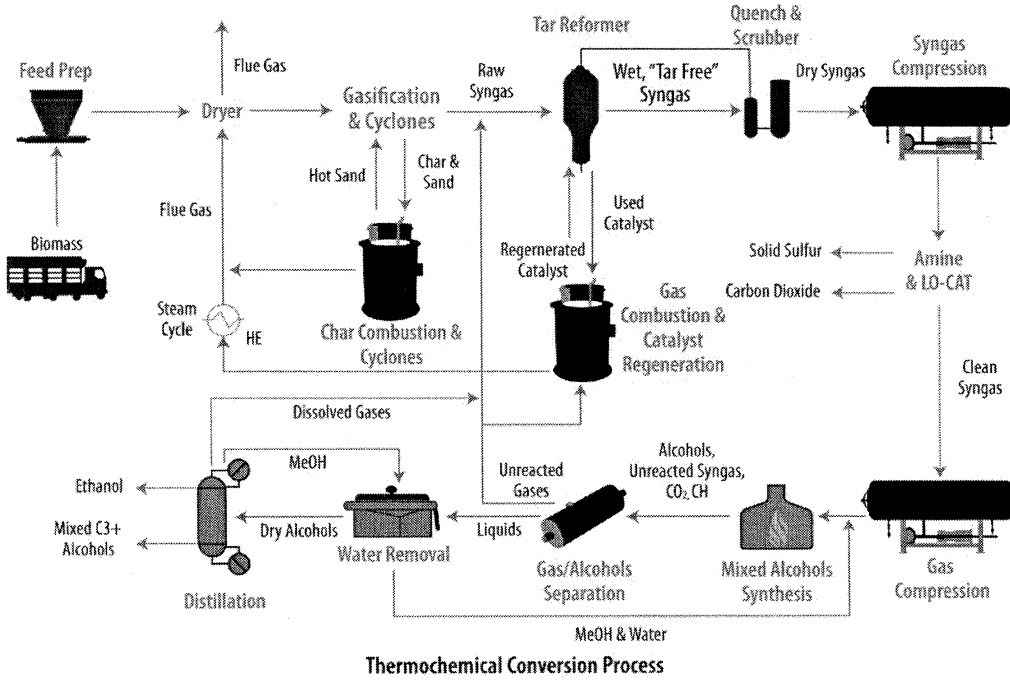 Tar Reformer
Quench &
Scrubber
Syngas
Compression
Feed Prep
Flue Gas
Raw
Syngas
Wet, "Tar Free"
Syngas
Dry Syngas
Dryer
Gasification
& Cyclones
Hot Sand
Char &
Sand
Flue Gas
Used
Catalyst
Regernerated
Catalyst
Biomass
Solid Sulfur
Amine
& LO-CAT
Carbon Dioxide
Steam
Cycle
HE
Char Combustion &
Cyclones
Gas
Combustion &
Catalyst
Regeneration
Clean
Syngas
Dissolved Gases
MeOH
Unreacted
Gases
Alcohols,
Unreacted Syngas,
CO₂, CH
Ethanol
Mixed C3+
Alcohols
Dry Alcohols
Liquids
Water Removal
Distillation
Gas/Alcohols
Separation
Mixed Alcohols
Synthesis
Gas
Compression
MeOH & Water
Thermochemical Conversion Process